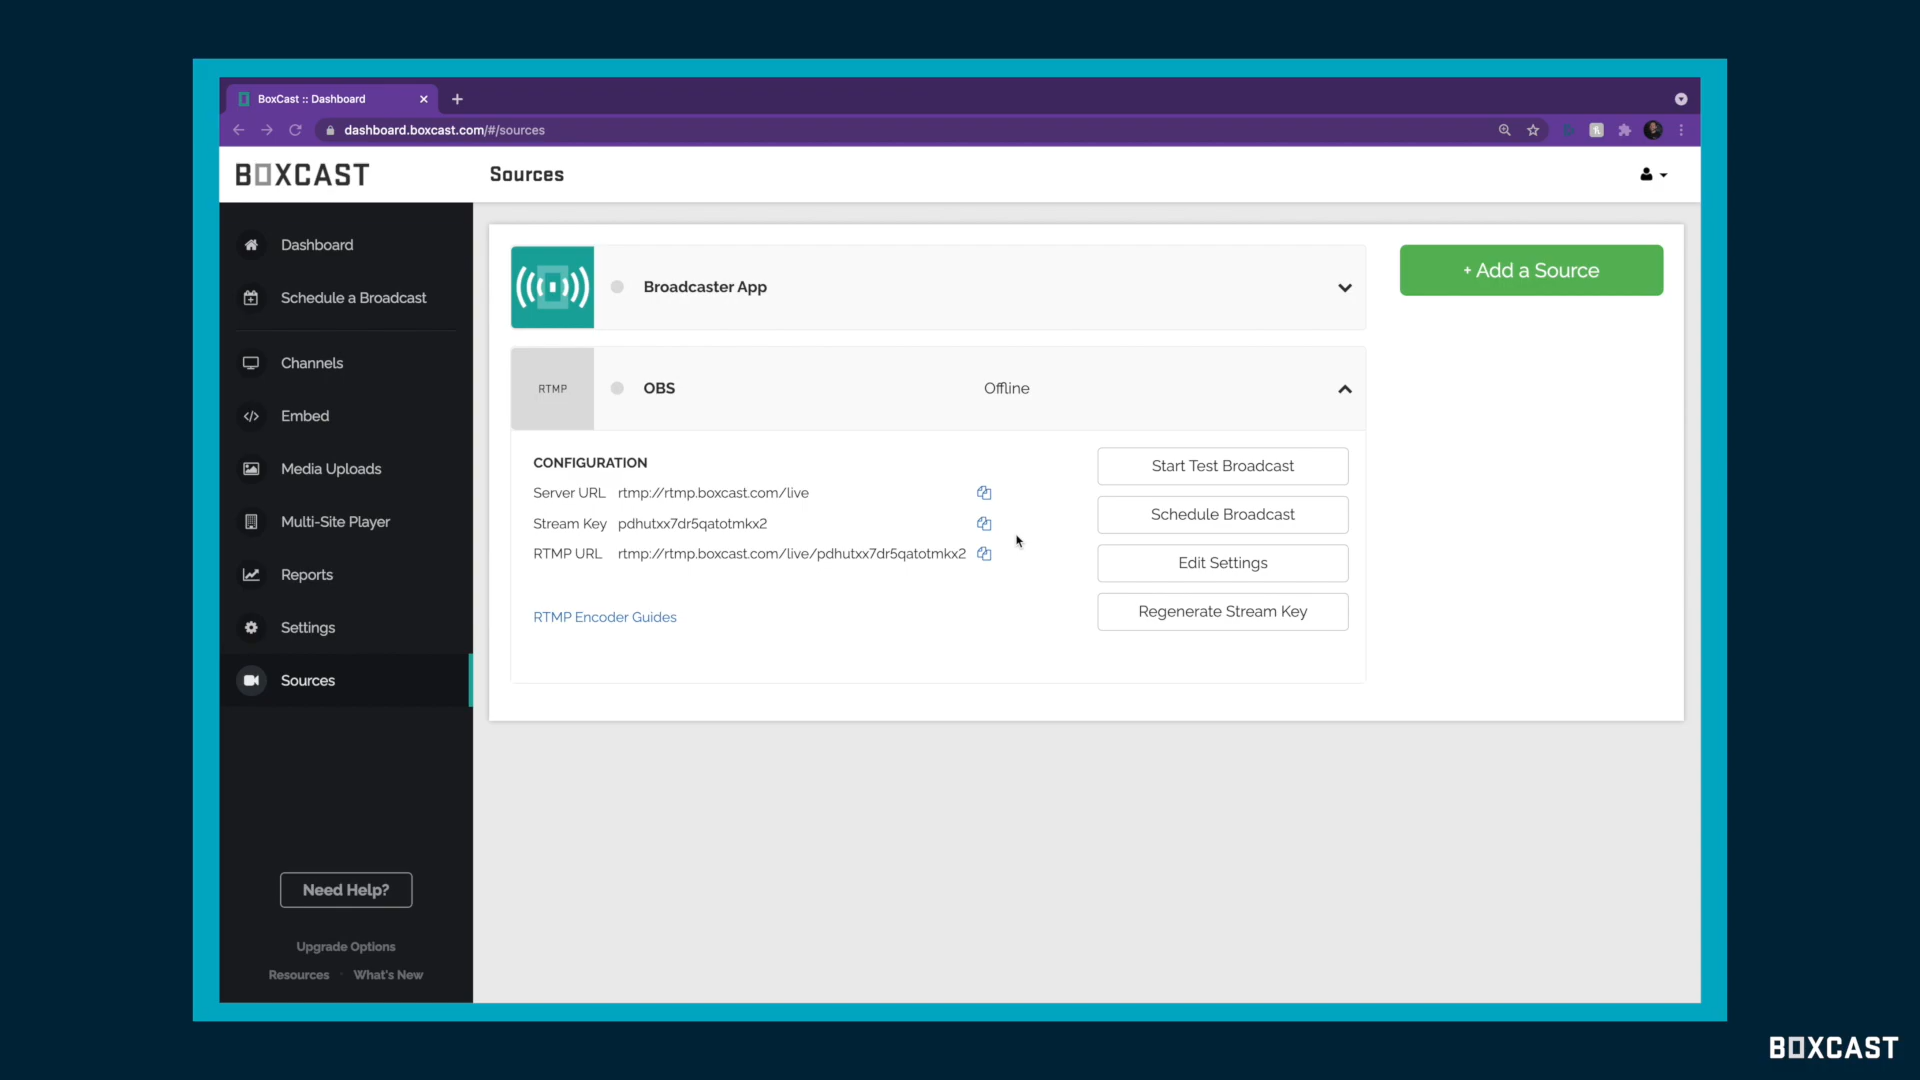 BoxCast :: Dashboard
dashboard.boxcast.com/#/sources
BOXCAST
Sources
Dashboard
Schedule a Broadcast
Channels
Embed
Media Uploads
Multi-Site Player
Reports
Settings
Sources
Need Help?
Upgrade Options
Resources · What's New
Broadcaster App
+ Add a Source
RTMP
OBS
Offline
CONFIGURATION
Server URL rtmp://rtmp.boxcast.com/live
Stream Key pdhutxx7dr5qatotmkx2
RTMP URL rtmp://rtmp.boxcast.com/live/pdhutxx7dr5qatotmkx2
RTMP Encoder Guides
Start Test Broadcast
Schedule Broadcast
Edit Settings
Regenerate Stream Key
BOXCAST